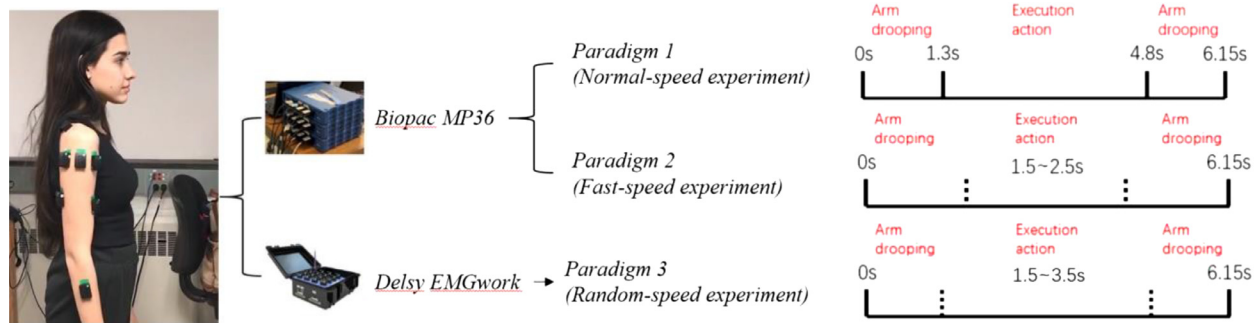 Arm drooping
Execution action
Arm drooping
0s 1.3s 4.8s 6.15s
Paradigm 1
(Normal-speed experiment)
Biopac MP36
Arm drooping
Execution action
Arm drooping
0s 1.5~2.5s 6.15s
Paradigm 2
(Fast-speed experiment)
Arm drooping
Execution action
Arm drooping
0s 1.5~3.5s 6.15s
Delsy EMGwork
Paradigm 3
(Random-speed experiment)